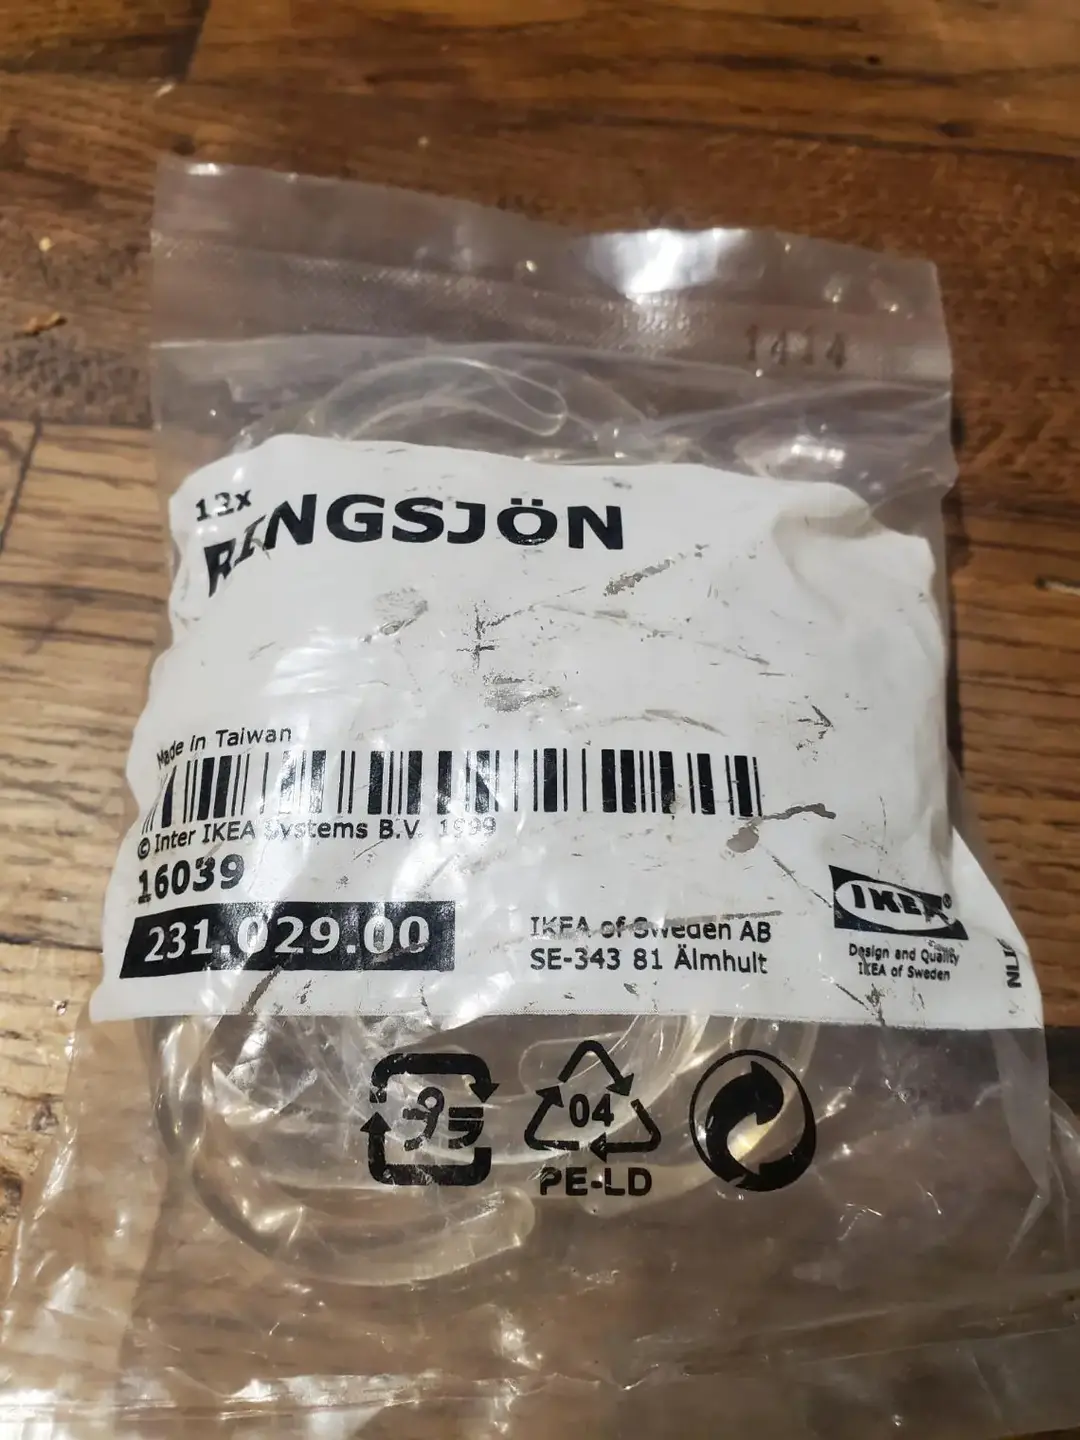 1414
12x
RINGSJÖN
Made in Taiwan
© Inter IKEA Systems B.V. 1999
16039
231.029.00
IKEA of Sweden AB
SE-343 81 Älmhult
IKEA®
Design and Quality
IKEA of Sweden
04
PE-LD